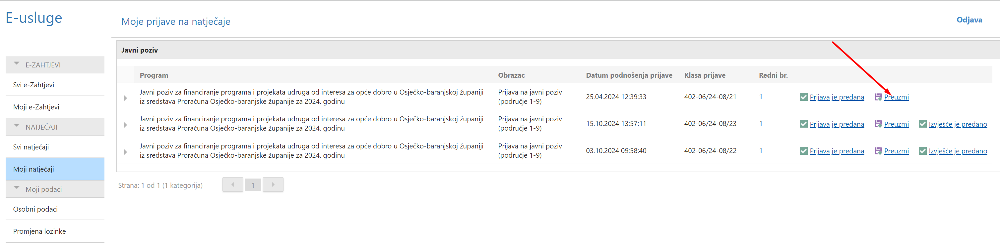 E-usluge
Moje prijave na natječaje
Odjava
E-ZAHTJEVI
Svi e-Zahtjevi
Moji e-Zahtjevi
NATJEČAJI
Svi natječaji
Moji natječaji
Moji podaci
Osobni podaci
Promjena lozinke
Javni poziv
Program Obrazac Datum podnošenja prijave Klasa prijave Redni br.
Javni poziv za financiranje programa i projekata udruga od interesa za opće dobro u Osječko-baranjskoj županiji
iz sredstava Proračuna Osječko-baranjske županije za 2024. godinu
Prijava na javni poziv
(područje 1-9)
25.04.2024 12:39:33 402-06/24-08/21 1 Prijava je predana Preuzmi
Javni poziv za financiranje programa i projekata udruga od interesa za opće dobro u Osječko-baranjskoj županiji
iz sredstava Proračuna Osječko-baranjske županije za 2024. godinu
Prijava na javni poziv
(područje 1-9)
15.10.2024 13:57:11 402-06/24-08/23 1 Prijava je predana Preuzmi Izvješće je predano
Javni poziv za financiranje programa i projekata udruga od interesa za opće dobro u Osječko-baranjskoj županiji
iz sredstava Proračuna Osječko-baranjske županije za 2024. godinu
Prijava na javni poziv
(područje 1-9)
03.10.2024 09:58:40 402-06/24-08/22 1 Prijava je predana Preuzmi Izvješće je predano
Strana: 1 od 1 (1 kategorija) 1